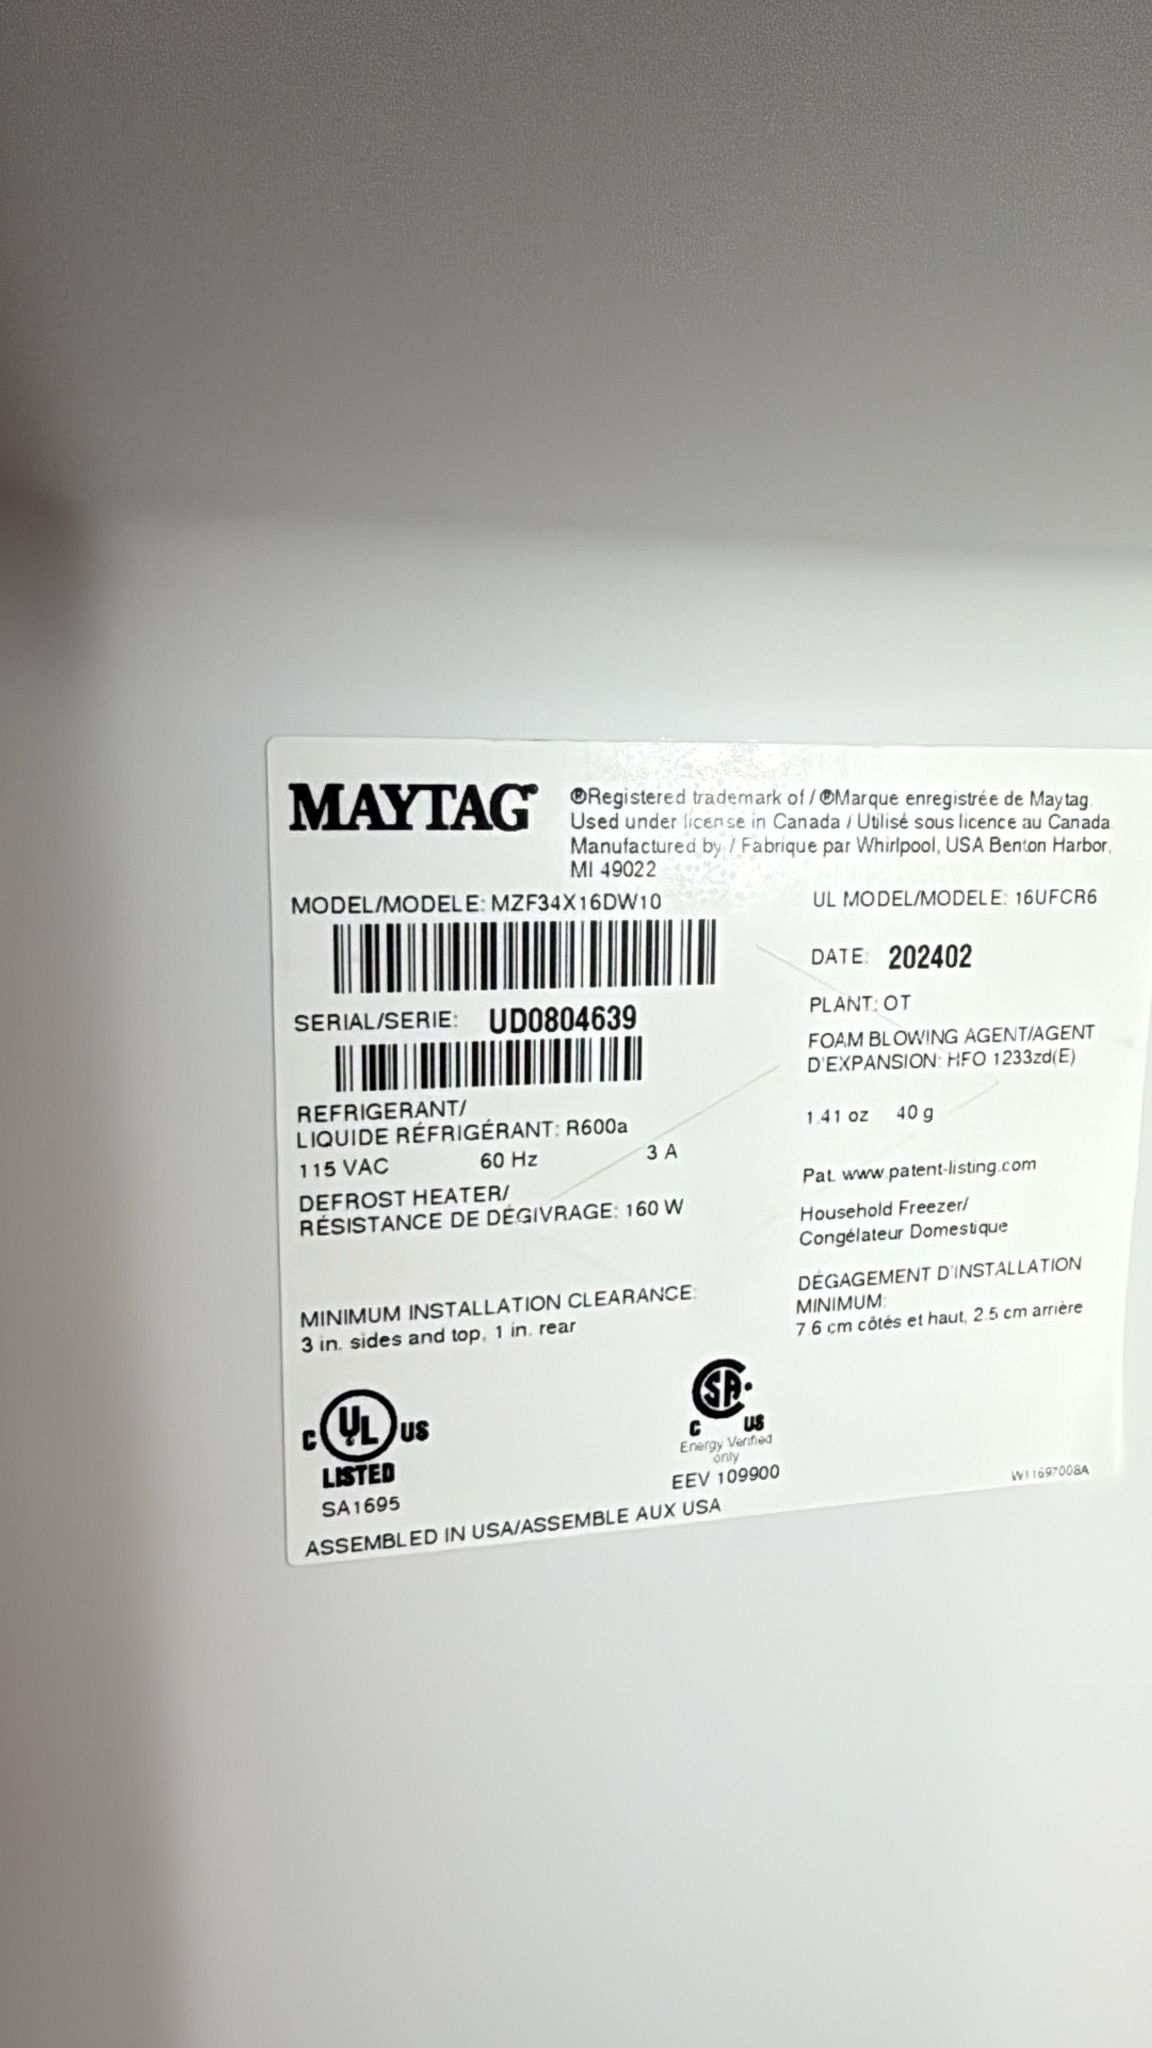 MAYTAG
®Registered trademark of / ®Marque enregistrée de Maytag.
Used under license in Canada / Utilisé sous licence au Canada.
Manufactured by / Fabrique par Whirlpool, USA Benton Harbor,
MI 49022
MODEL/MODELE: MZF34X16DW10
UL MODEL/MODELE: 16UFCR6
DATE: 202402
PLANT: OT
SERIAL/SERIE: UD0804639
FOAM BLOWING AGENT/AGENT
D'EXPANSION: HFO 1233zd(E)
REFRIGERANT/
LIQUIDE RÉFRIGÉRANT: R600a
1.41 oz 40 g
115 VAC 60 Hz 3 A
DEFROST HEATER/
RÉSISTANCE DE DÉGIVRAGE: 160 W
Pat. www.patent-listing.com
Household Freezer/
Congélateur Domestique
MINIMUM INSTALLATION CLEARANCE:
3 in. sides and top, 1 in. rear
DÉGAGEMENT D'INSTALLATION
MINIMUM:
7.6 cm côtés et haut, 2.5 cm arrière
C UL US
LISTED
SA1695
SA
C US
Energy Verified
only
EEV 109900
W11697008A
ASSEMBLED IN USA/ASSEMBLE AUX USA